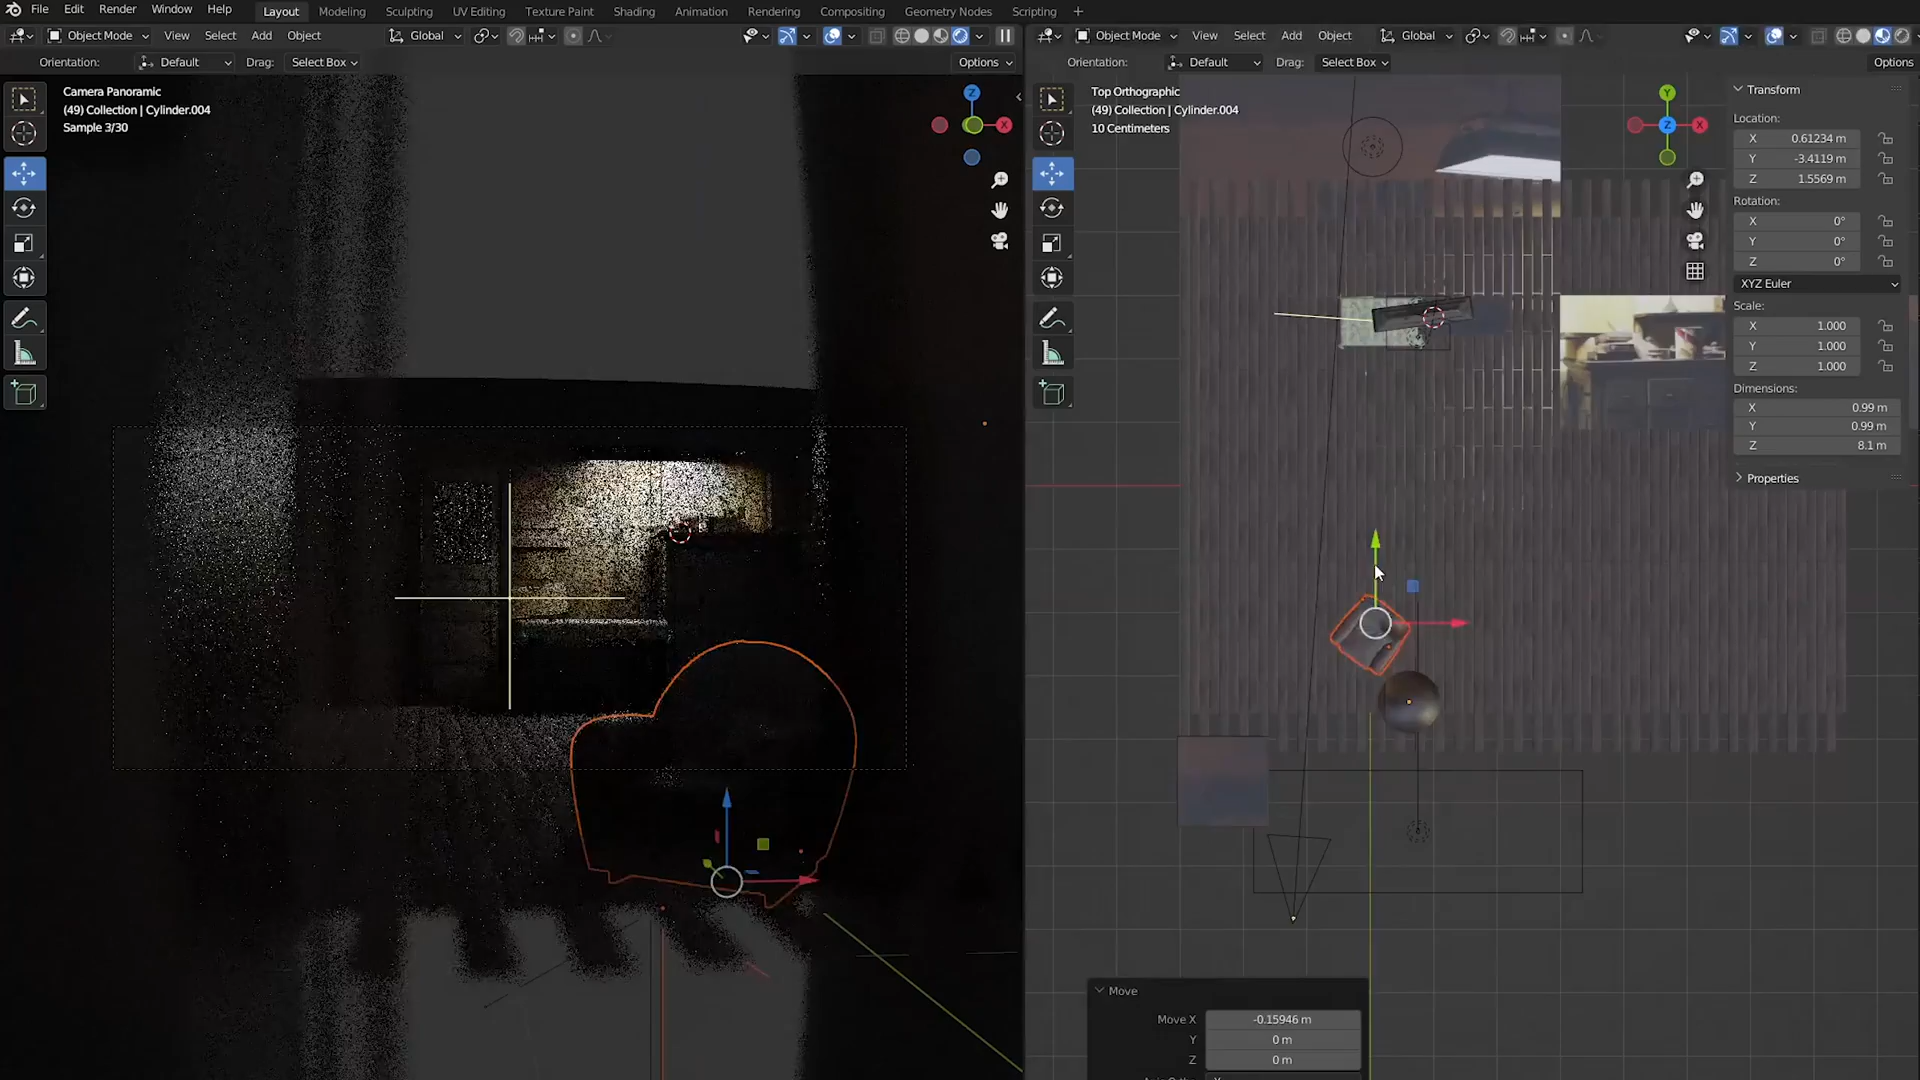 File Edit Render Window Help Layout Modeling Sculpting UV Editing Texture Paint Shading Animation Rendering Compositing Geometry Nodes Scripting +
Object Mode View Select Add Object Global
Orientation: Default Drag: Select Box Options
Camera Panoramic
(49) Collection | Cylinder.004
Sample 3/30
Z
X
Object Mode View Select Add Object Global
Orientation: Default Drag: Select Box Options
Top Orthographic
(49) Collection | Cylinder.004
10 Centimeters
Y
Z
X
Transform
Location:
X 0.61234 m
Y -3.4119 m
Z 1.5569 m
Rotation:
X 0°
Y 0°
Z 0°
XYZ Euler
Scale:
X 1.000
Y 1.000
Z 1.000
Dimensions:
X 0.99 m
Y 0.99 m
Z 8.1 m
Properties
Move
Move X -0.15946 m
Y 0 m
Z 0 m